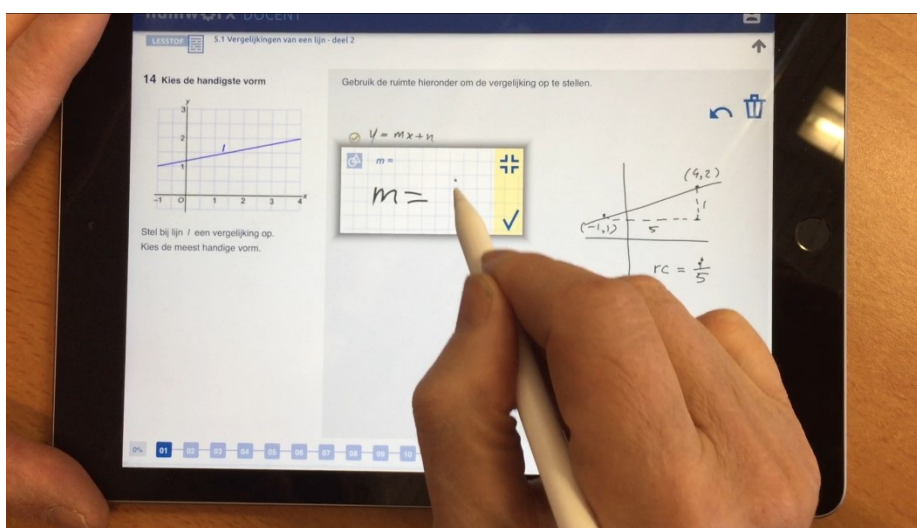 DOCENT
LESSTOF 5.1 Vergelijkingen van een lijn - deel 2
14 Kies de handigste vorm
y
3
2
1
l
-1 0 1 2 3 4 x
Stel bij lijn l een vergelijking op.
Kies de meest handige vorm.
Gebruik de ruimte hieronder om de vergelijking op te stellen.
y = mx+n
m =
m =
(4,2)
1
(-1,1) 5
rc = 1/5
0% 01 02 03 04 05 06 07 08 09 10